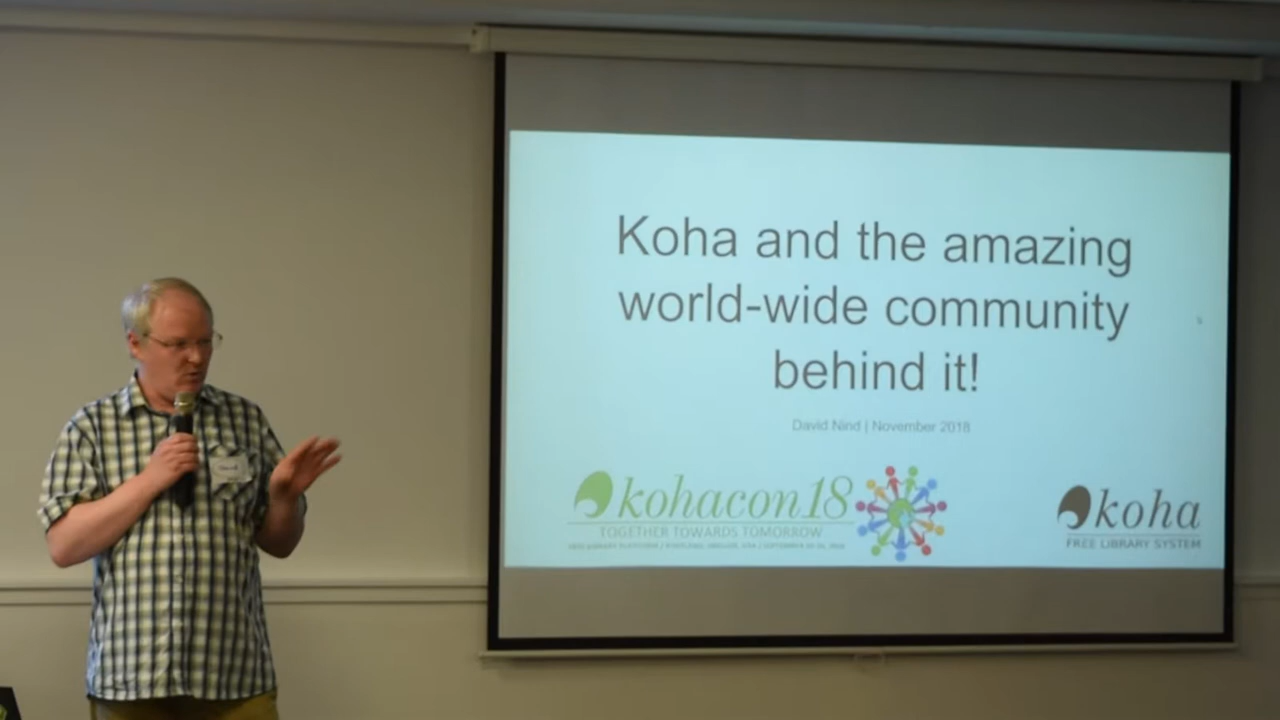 Koha and the amazing
world-wide community
behind it!
David Nind | November 2018
kohacon18
TOGETHER TOWARDS TOMORROW
koha
FREE LIBRARY SYSTEM